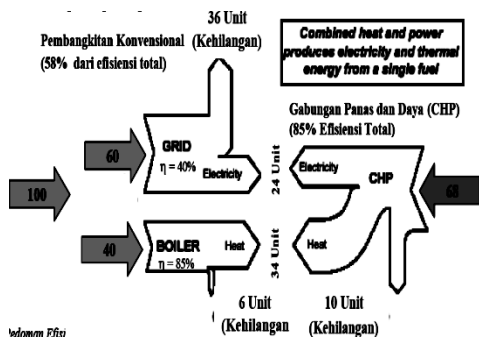 36 Unit
(Kehilangan)
Pembangkitan Konvensional
(58% dari efisiensi total)
Combined heat and power
produces electricity and thermal
energy from a single fuel
Gabungan Panas dan Daya (CHP)
(85% Efisiensi Total)
60
GRID
η = 40%
Electricity
24 Unit
Electricity
CHP
100
68
40
BOILER
η = 85%
Heat
34 Unit
Heat
6 Unit
(Kehilangan
10 Unit
(Kehilangan)
Pedoman Efisi